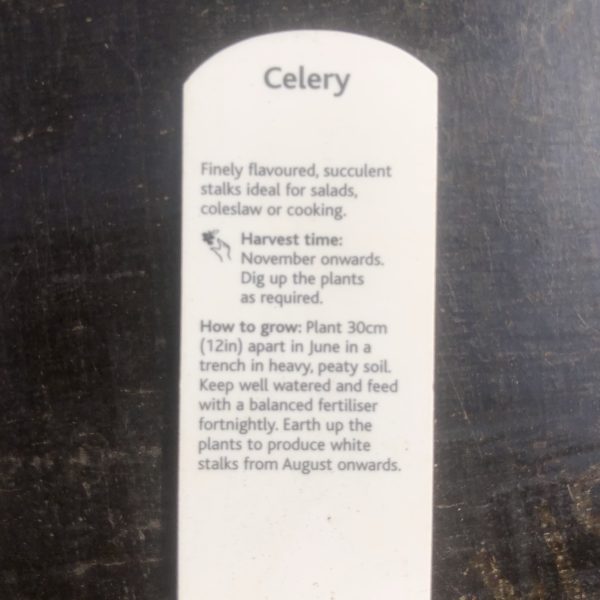 Celery
Finely flavoured, succulent
stalks ideal for salads,
coleslaw or cooking.
Harvest time:
November onwards.
Dig up the plants
as required.
How to grow: Plant 30cm
(12in) apart in June in a
trench in heavy, peaty soil.
Keep well watered and feed
with a balanced fertiliser
fortnightly. Earth up the
plants to produce white
stalks from August onwards.